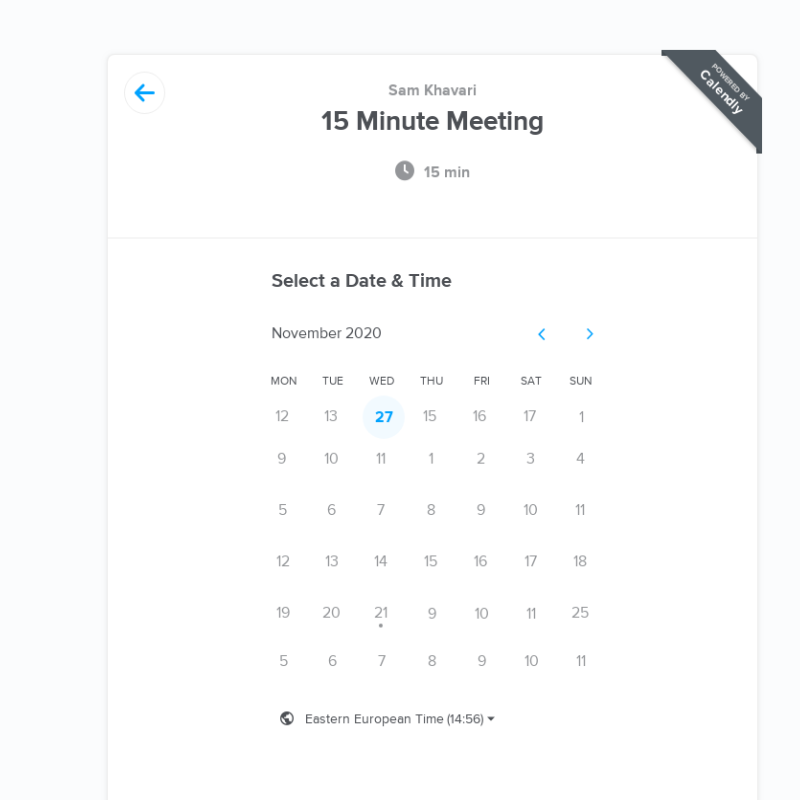 Sam Khavari
POWERED BY
Calendly
15 Minute Meeting
15 min
Select a Date & Time
November 2020
MON TUE WED THU FRI SAT SUN
12 13 27 15 16 17 1
9 10 11 1 2 3 4
5 6 7 8 9 10 11
12 13 14 15 16 17 18
19 20 21 9 10 11 25
5 6 7 8 9 10 11
Eastern European Time (14:56)